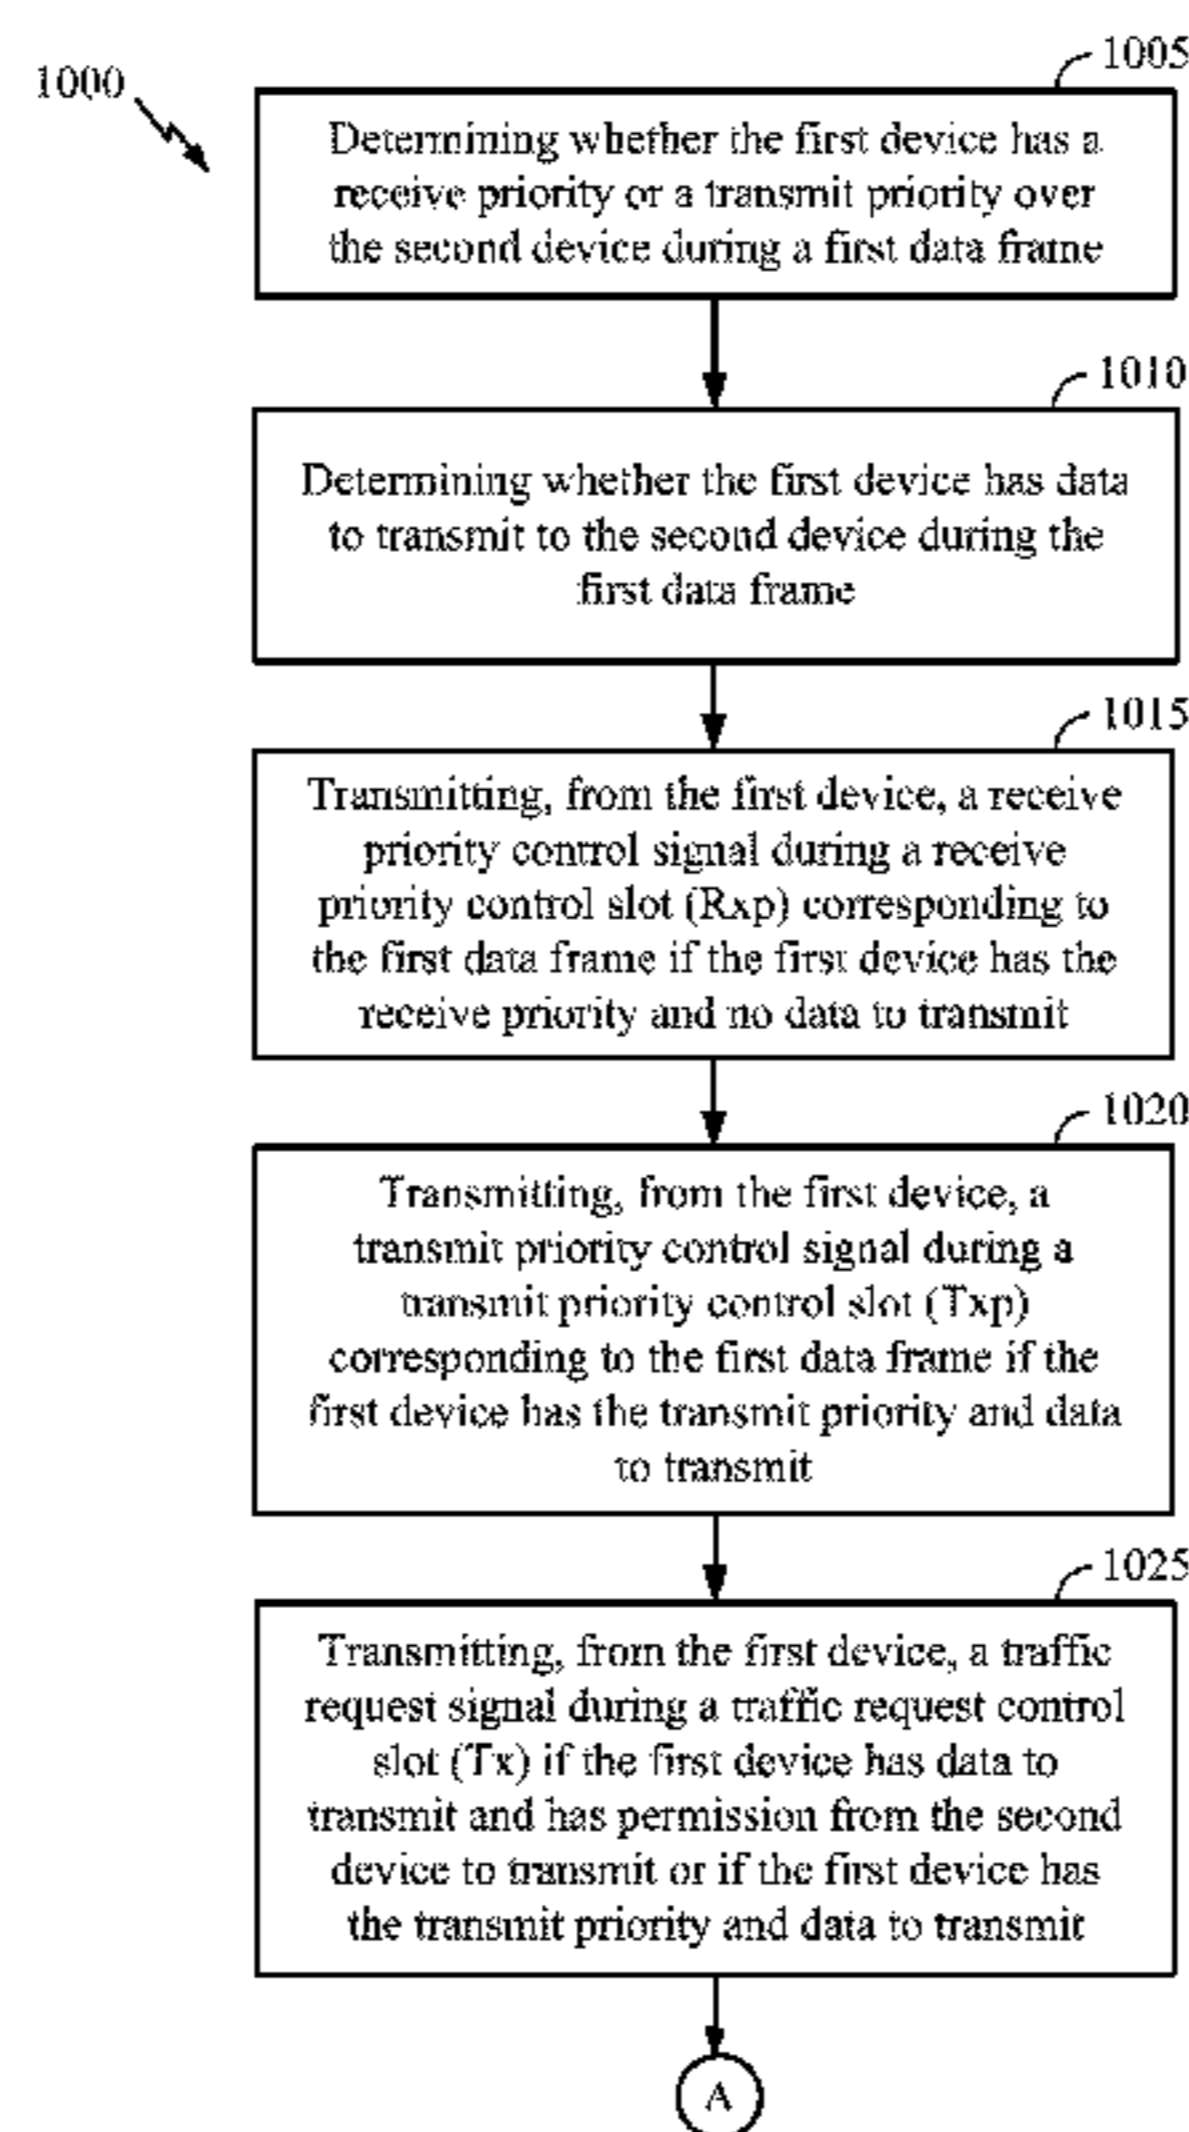 1000
1005
Determining whether the first device has a
receive priority or a transmit priority over
the second device during a first data frame
1010
Determining whether the first device has data
to transmit to the second device during the
first data frame
1015
Transmitting, from the first device, a receive
priority control signal during a receive
priority control slot (Rxp) corresponding to
the first data frame if the first device has the
receive priority and no data to transmit
1020
Transmitting, from the first device, a
transmit priority control signal during a
transmit priority control slot (Txp)
corresponding to the first data frame if the
first device has the transmit priority and data
to transmit
1025
Transmitting, from the first device, a traffic
request signal during a traffic request control
slot (Tx) if the first device has data to
transmit and has permission from the second
device to transmit or if the first device has
the transmit priority and data to transmit
A